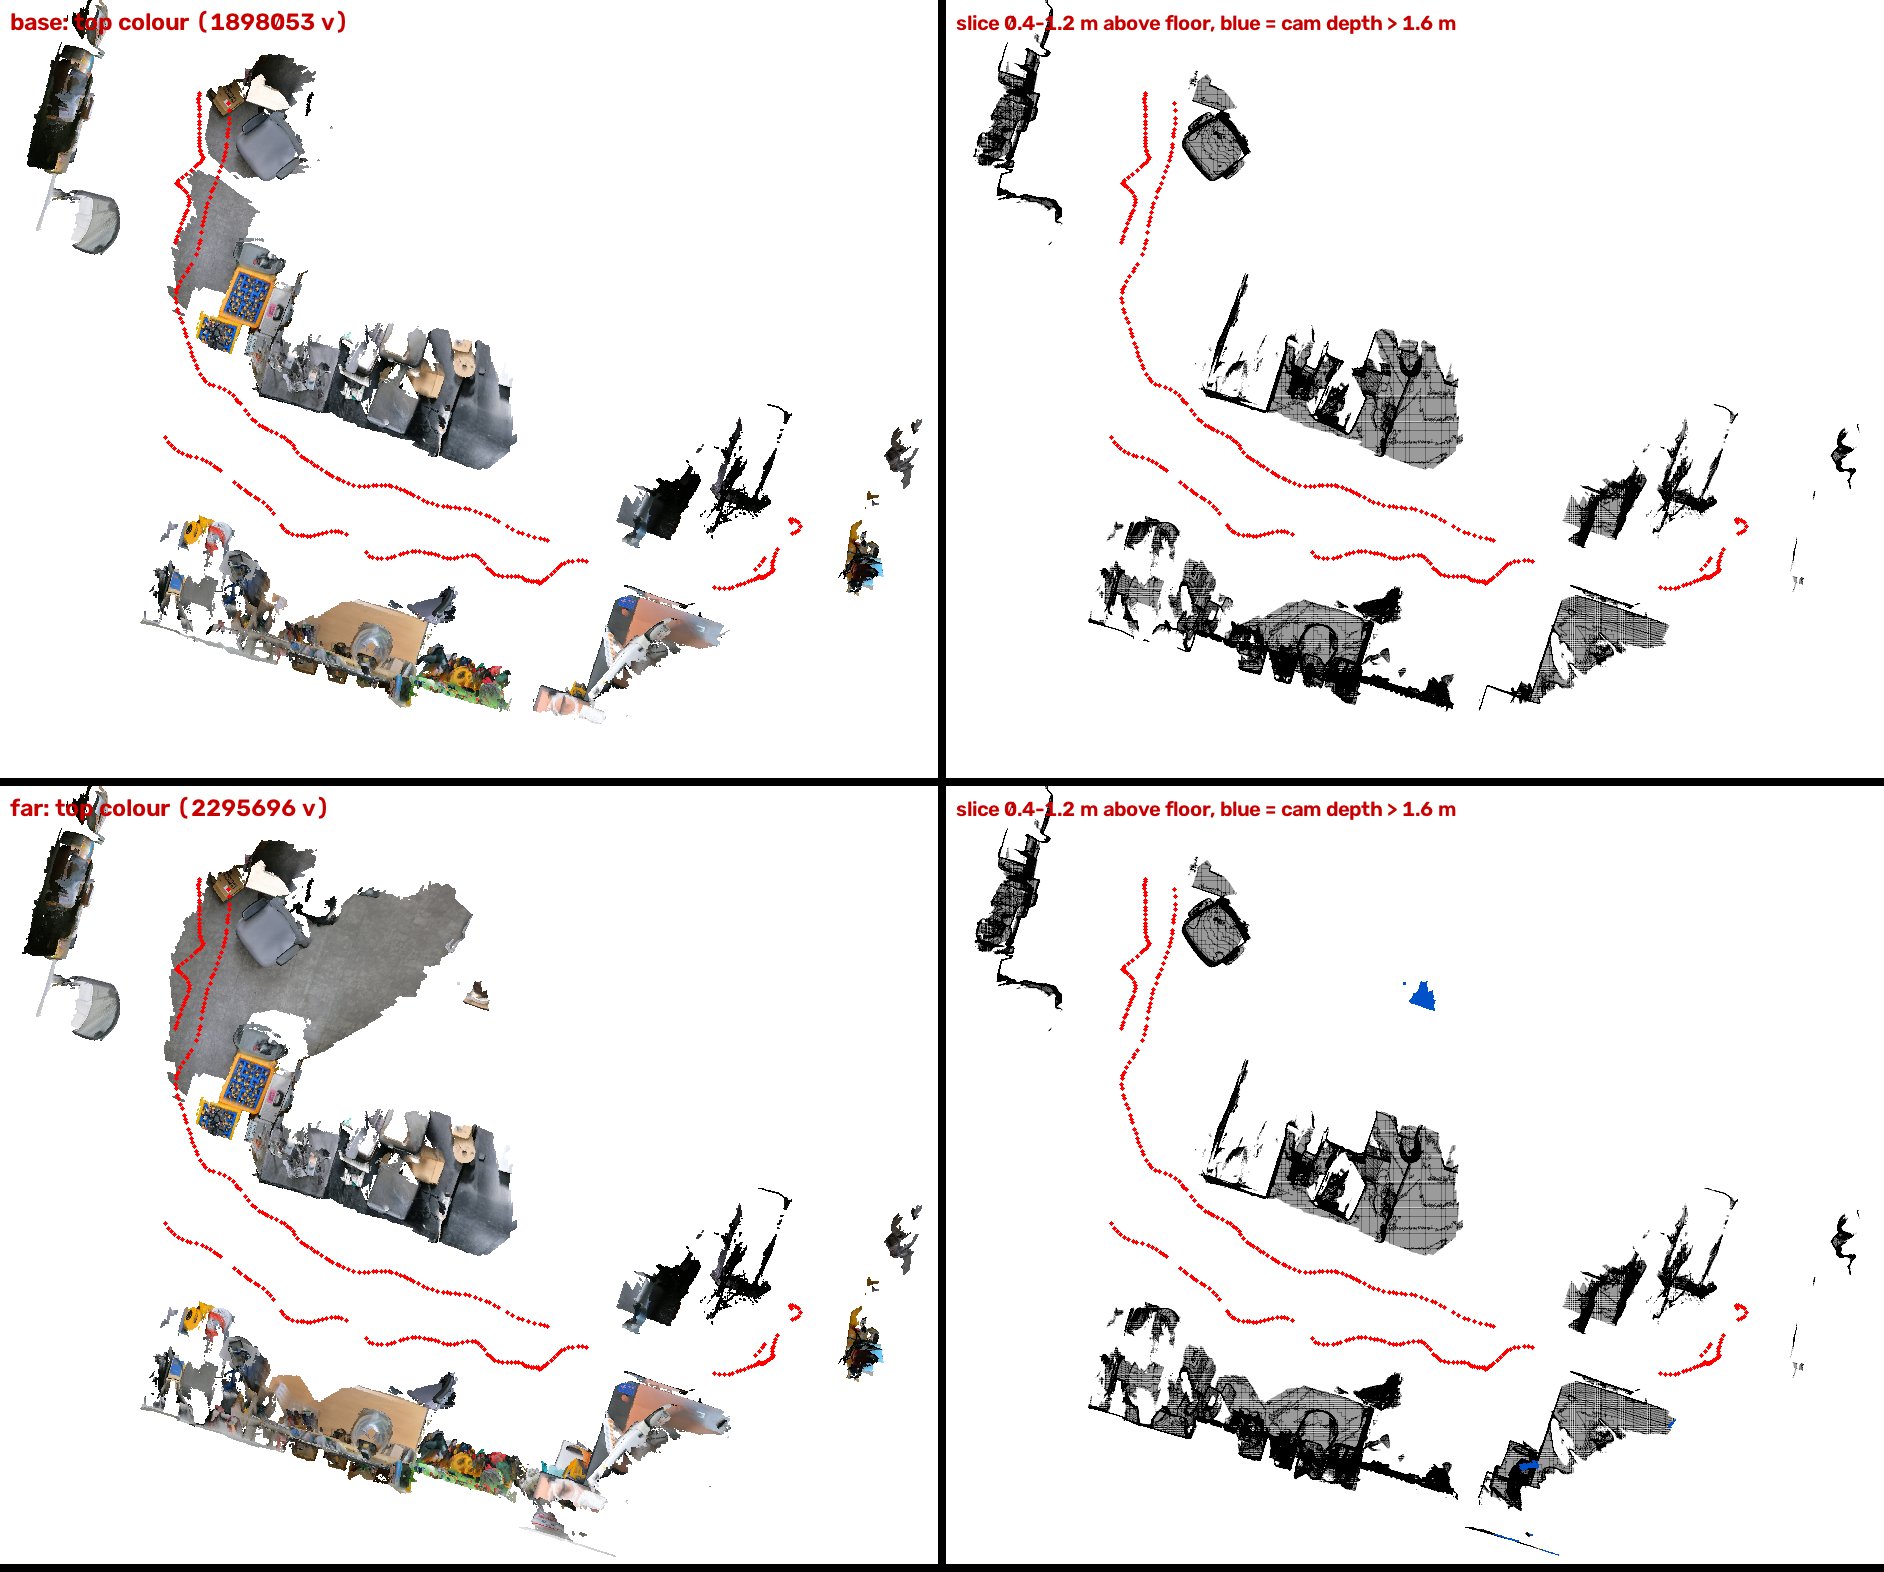 base: top colour (1898053 v)
slice 0.4-1.2 m above floor, blue = cam depth > 1.6 m
far: top colour (2295696 v)
slice 0.4-1.2 m above floor, blue = cam depth > 1.6 m